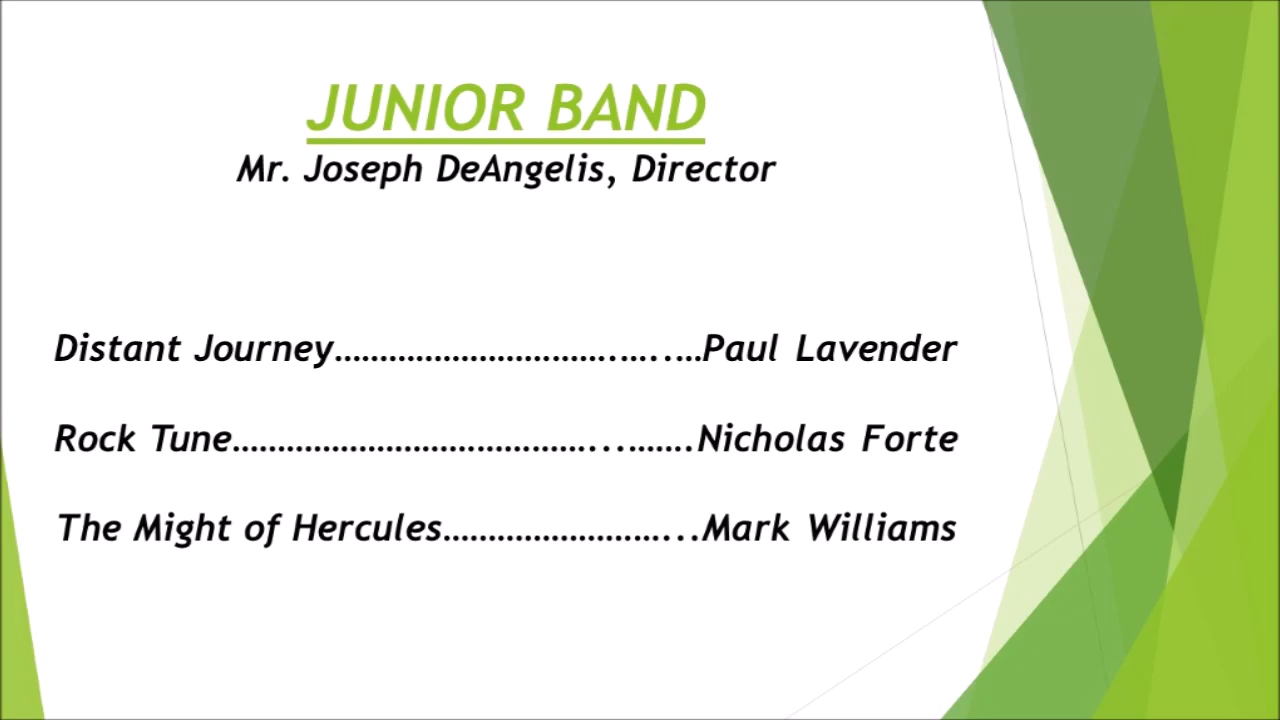 JUNIOR BAND
Mr. Joseph DeAngelis, Director
Distant Journey……………………………..…..…Paul Lavender
Rock Tune…………………………………....…….Nicholas Forte
The Might of Hercules……………………...Mark Williams